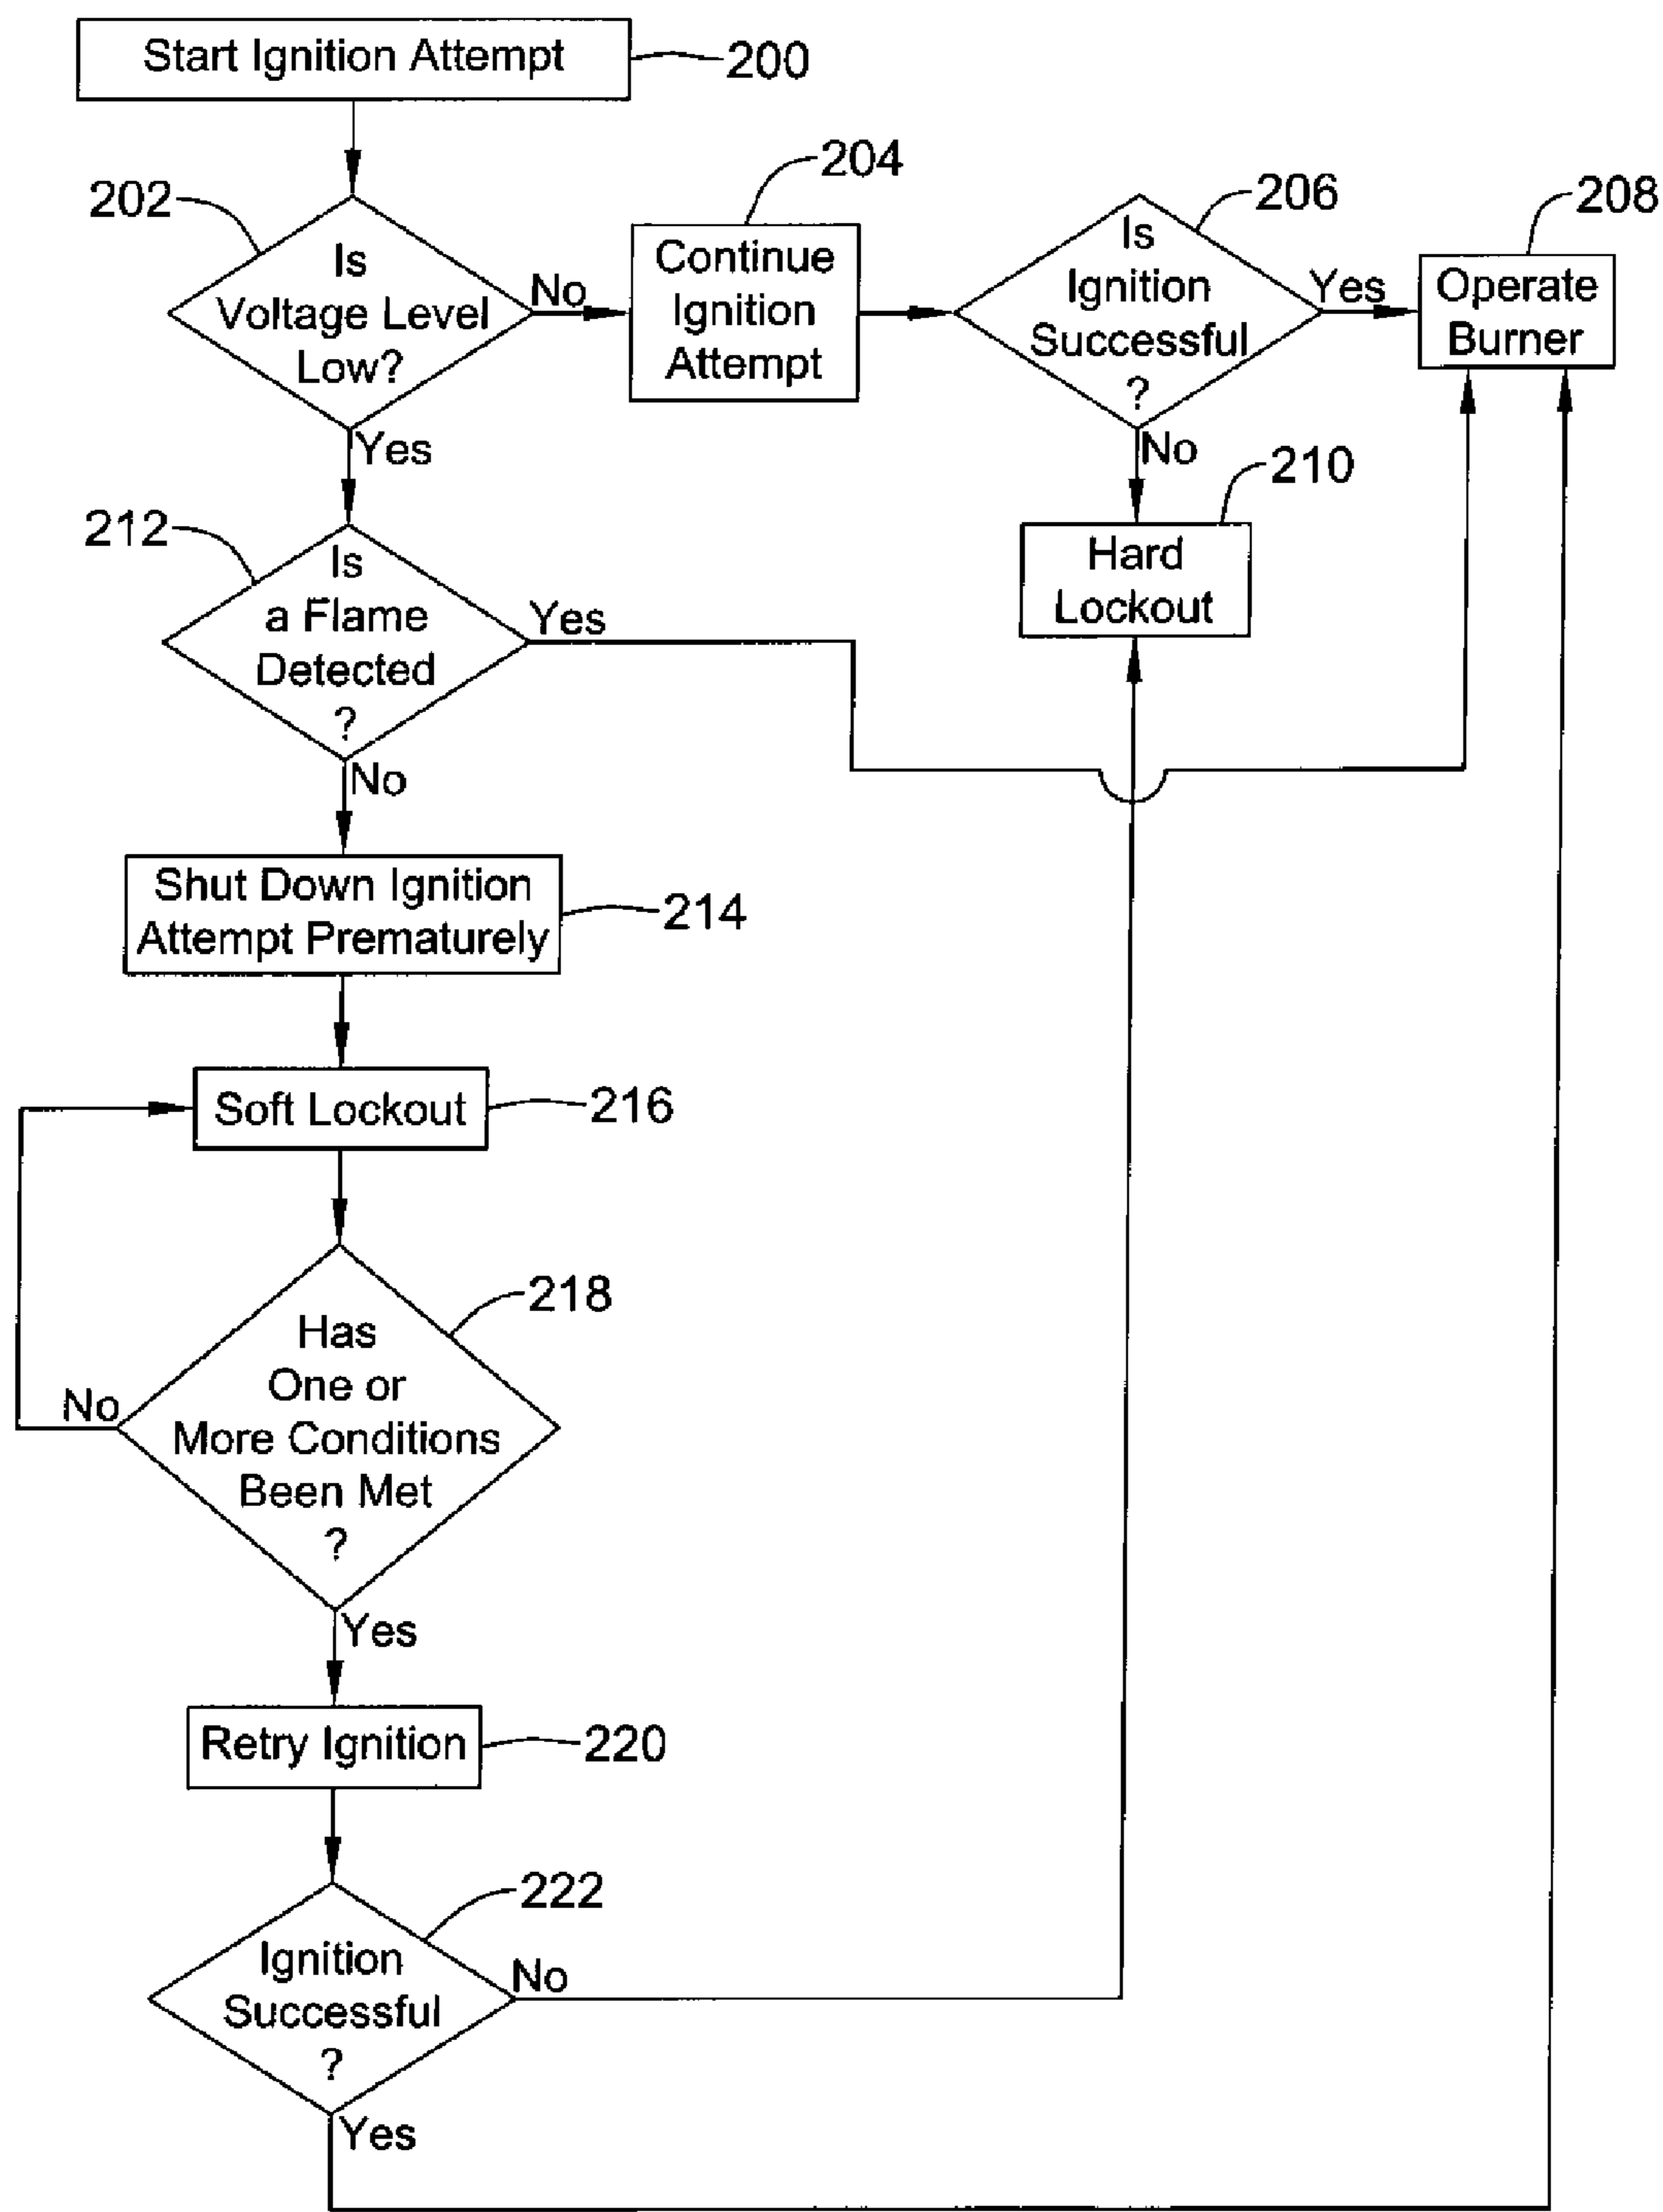 Start Ignition Attempt
200
202
Is
Voltage Level
Low?
No
Yes
204
Continue
Ignition
Attempt
206
Is
Ignition
Successful
?
Yes
No
208
Operate
Burner
210
Hard
Lockout
212
Is
a Flame
Detected
?
Yes
No
Shut Down Ignition
Attempt Prematurely
214
Soft Lockout
216
218
Has
One or
More Conditions
Been Met
?
No
Yes
Retry Ignition
220
222
Ignition
Successful
?
No
Yes